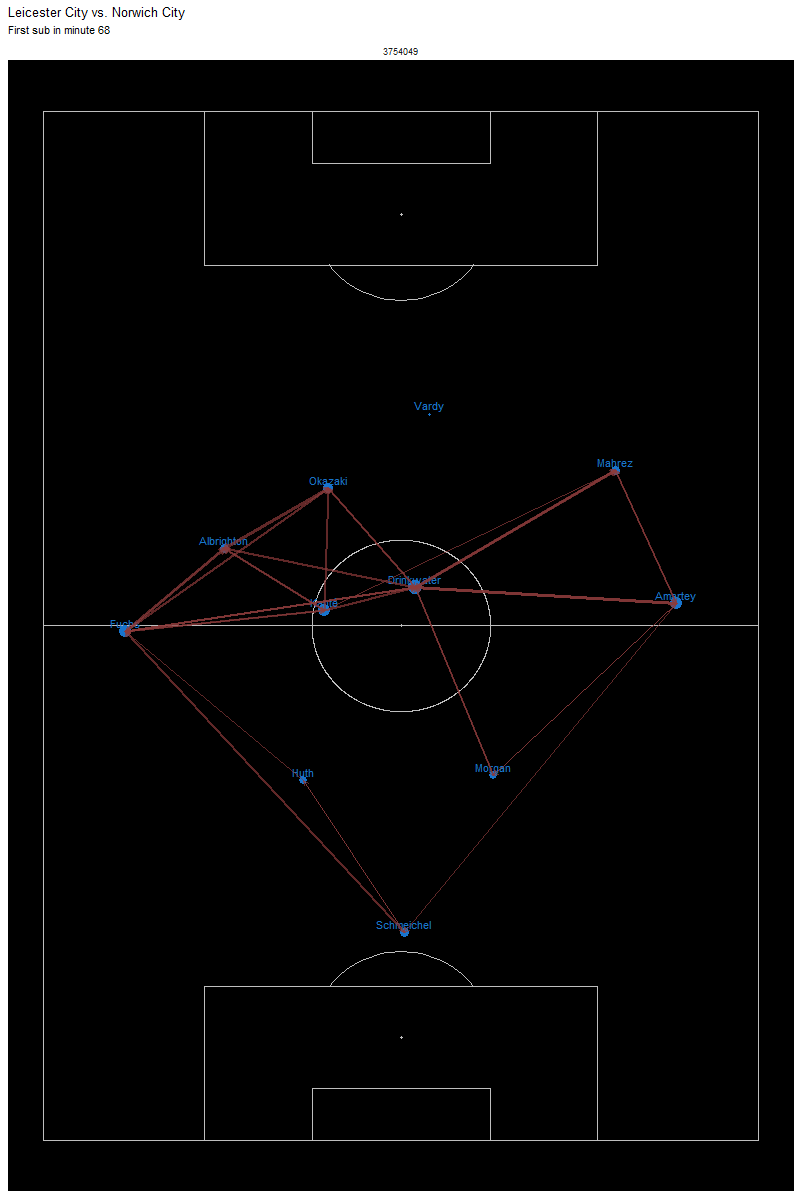 Leicester City vs. Norwich City
First sub in minute 68
3754049
Vardy
Mahrez
Okazaki
Albrighton
Drinkwater
Amartey
Fuchs
Huth
Morgan
Schmeichel